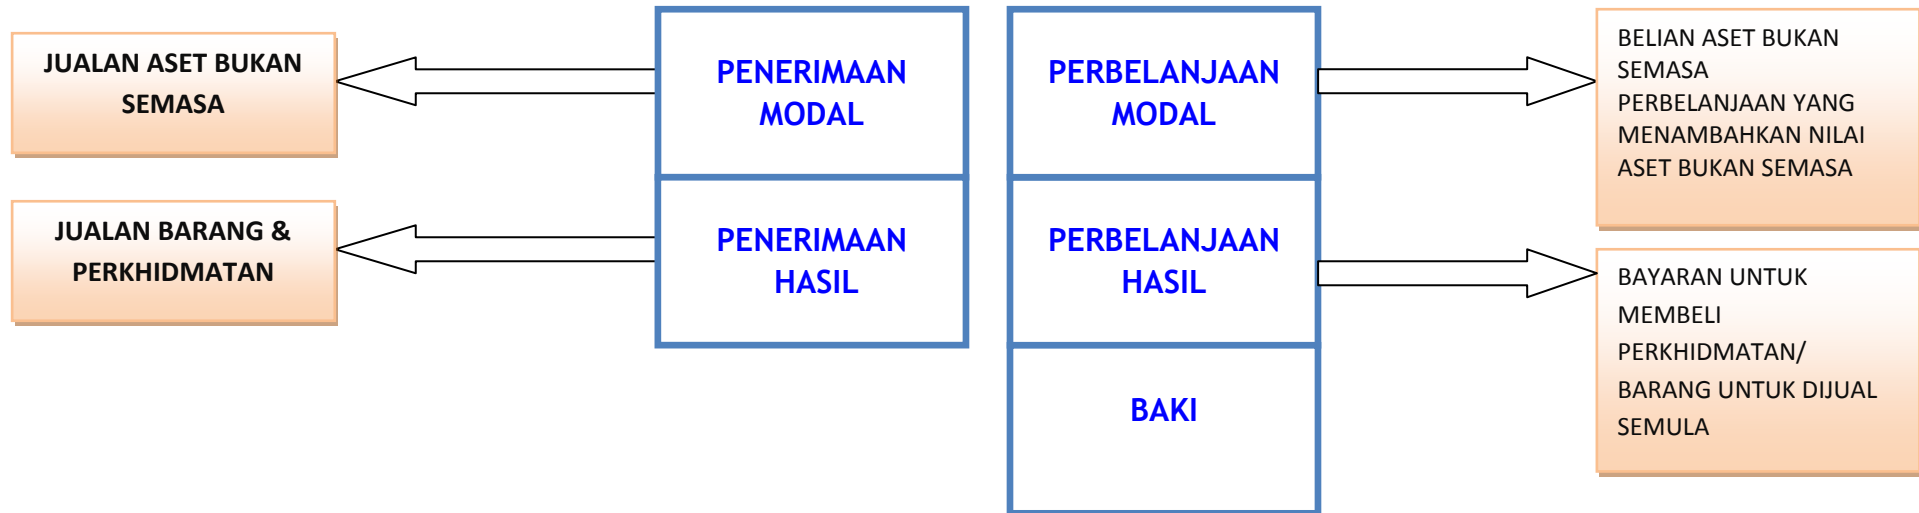 JUALAN ASET BUKAN
SEMASA
PENERIMAAN
MODAL
PERBELANJAAN
MODAL
BELIAN ASET BUKAN
SEMASA
PERBELANJAAN YANG
MENAMBAHKAN NILAI
ASET BUKAN SEMASA
JUALAN BARANG &
PERKHIDMATAN
PENERIMAAN
HASIL
PERBELANJAAN
HASIL
BAYARAN UNTUK
MEMBELI
PERKHIDMATAN/
BARANG UNTUK DIJUAL
SEMULA
BAKI